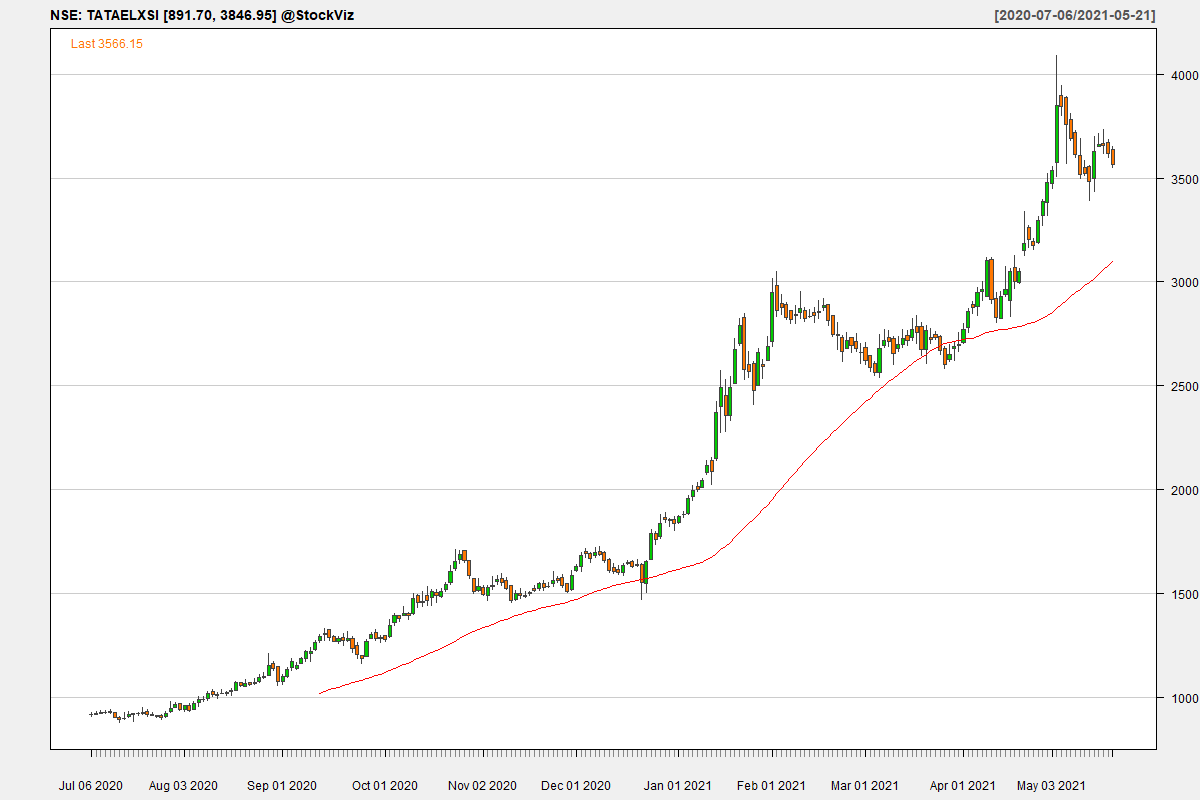 NSE: TATAELXSI [891.70, 3846.95] @StockViz
[2020-07-06/2021-05-21]
Last 3566.15
4000
3500
3000
2500
2000
1500
1000
Jul 06 2020 Aug 03 2020 Sep 01 2020 Oct 01 2020 Nov 02 2020 Dec 01 2020 Jan 01 2021 Feb 01 2021 Mar 01 2021 Apr 01 2021 May 03 2021